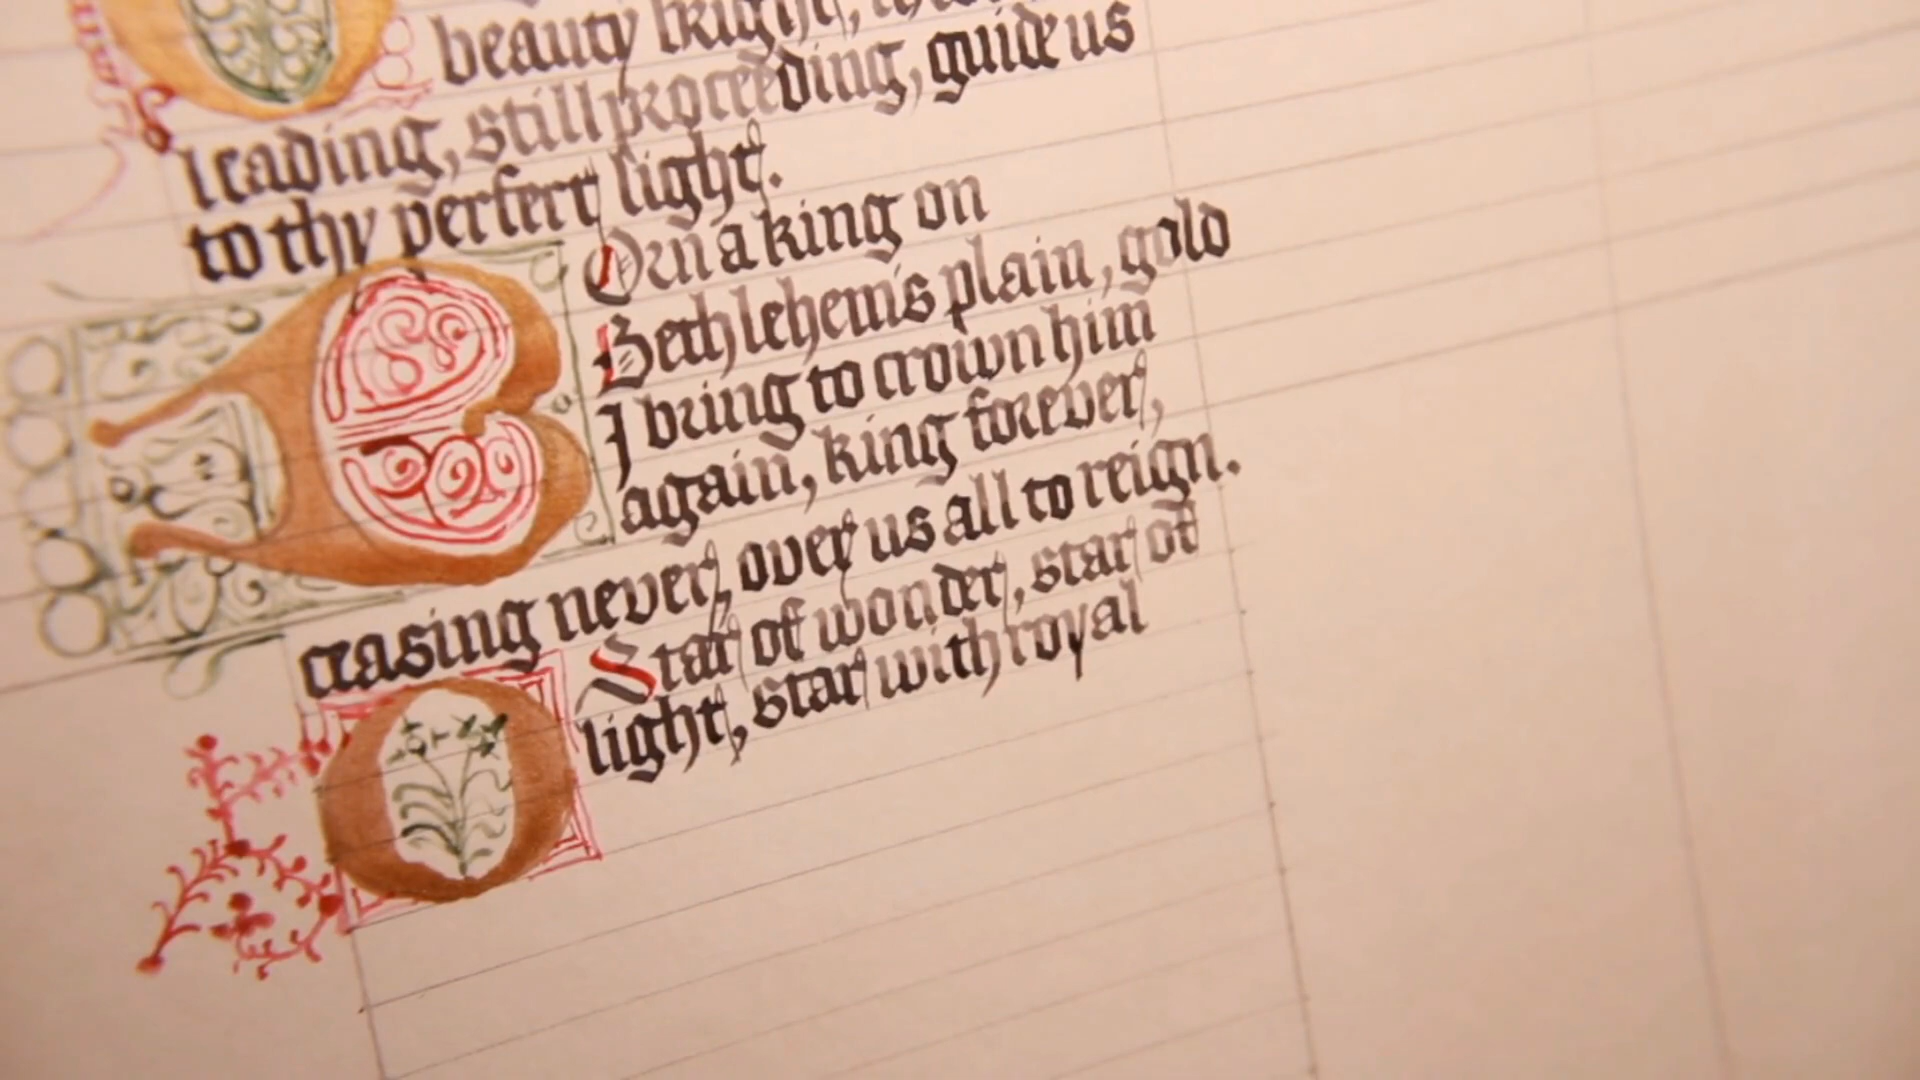 beauty bright,
leading, still proceeding, guide us
to thy perfect light.
BOrn a king on
Bethlehem's plain, gold
I bring to crown him
again, king forever,
ceasing never, over us all to reign.
O Star of wonder, star of
light, star with royal